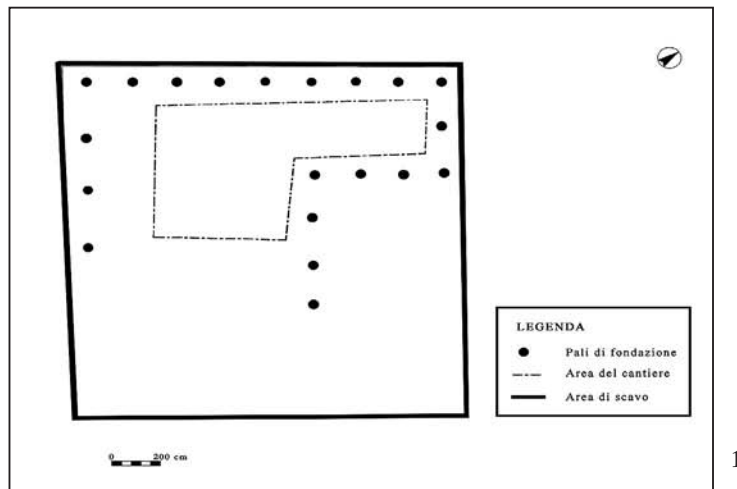 LEGENDA
Pali di fondazione
Area del cantiere
Area di scavo
0 200 cm
1